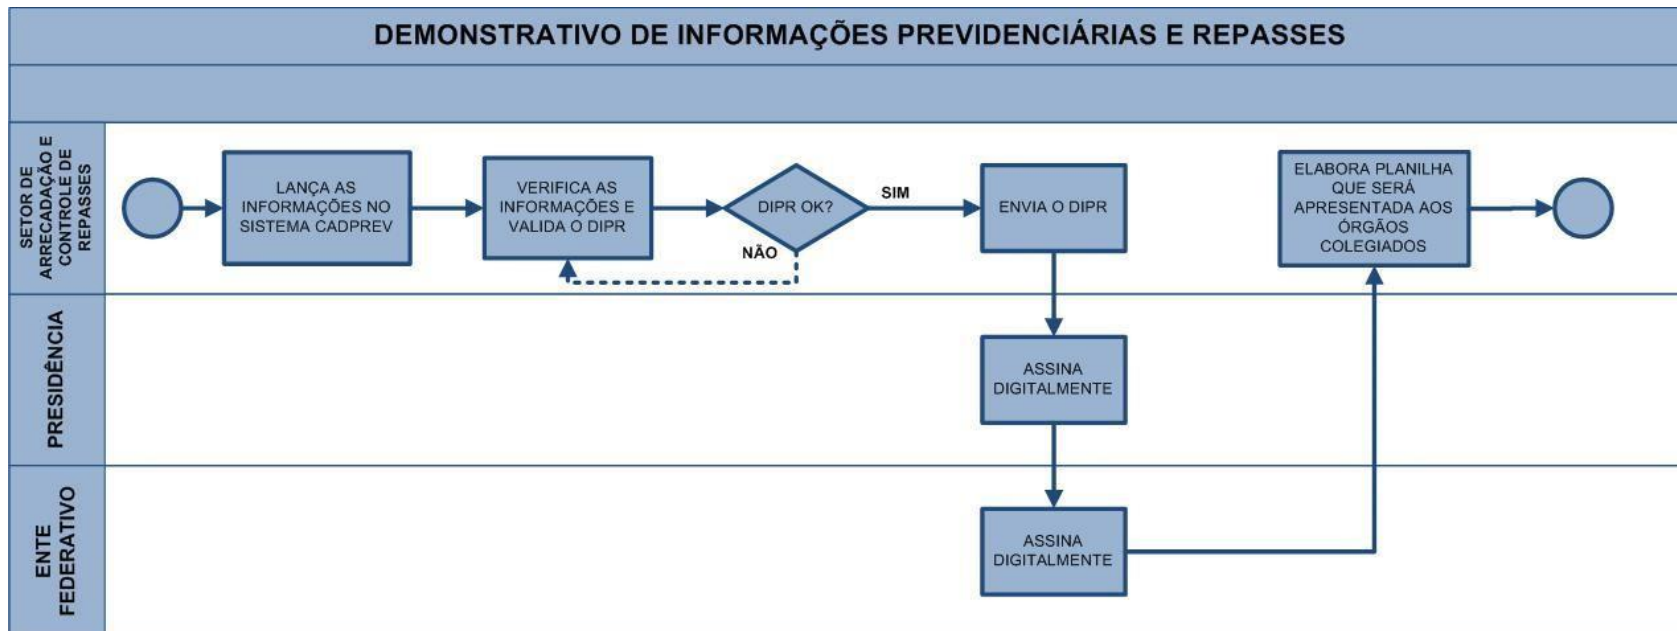 DEMONSTRATIVO DE INFORMAÇÕES PREVIDENCIÁRIAS E REPASSES
SETOR DE
ARRECADAÇÃO E
CONTROLE DE
REPASSES
LANÇA AS
INFORMAÇÕES NO
SISTEMA CADPREV
VERIFICA AS
INFORMAÇÕES E
VALIDA O DIPR
DIPR OK?
SIM
NÃO
ENVIA O DIPR
ELABORA PLANILHA
QUE SERÁ
APRESENTADA AOS
ÓRGÃOS
COLEGIADOS
PRESIDÊNCIA
ASSINA
DIGITALMENTE
ENTE
FEDERATIVO
ASSINA
DIGITALMENTE